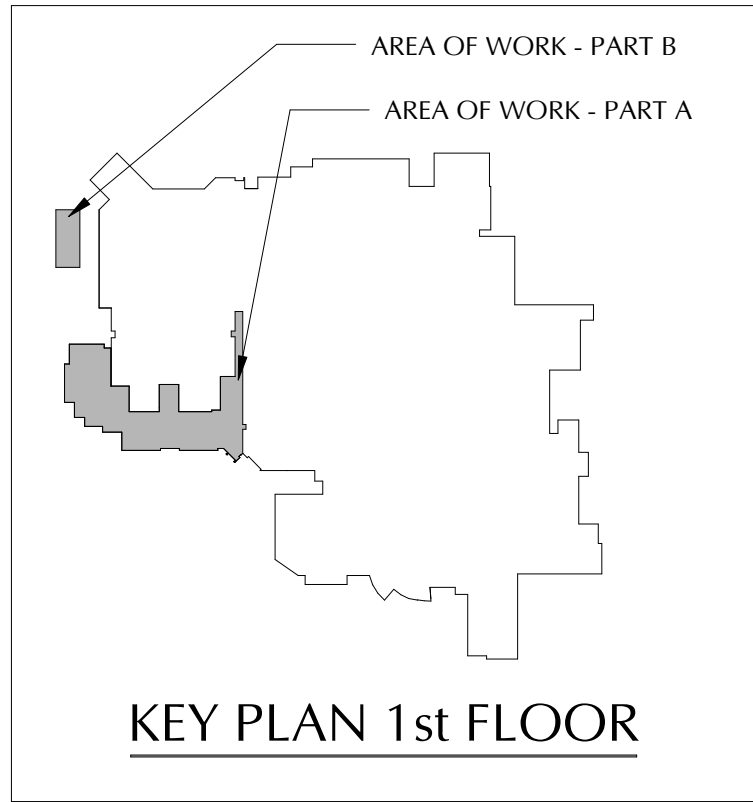 AREA OF WORK - PART B
AREA OF WORK - PART A
KEY PLAN 1st FLOOR